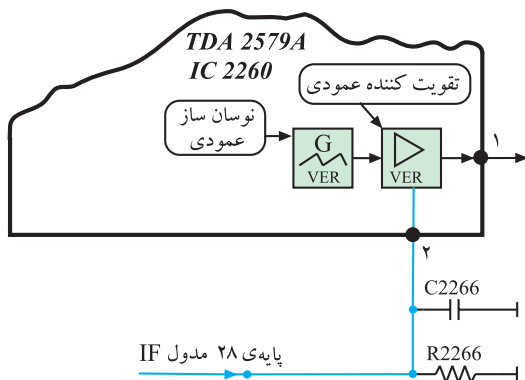 TDA 2579A
IC 2260
تقویت کننده عمودی
نوسان ساز
عمودی
G
VER
VER
۱
۲
C2266
R2266
پایه‌ی ۲۸ مدول IF